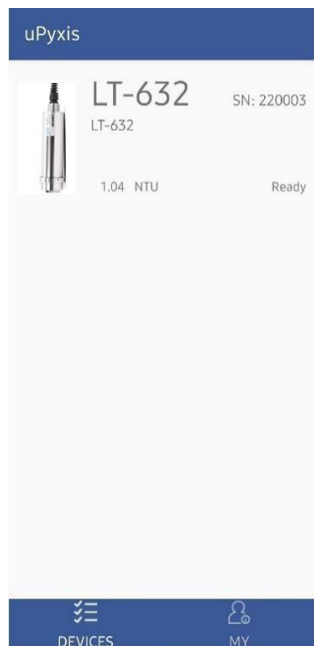 uPyxis
LT-632 SN: 220003
LT-632
1.04 NTU Ready
DEVICES MY